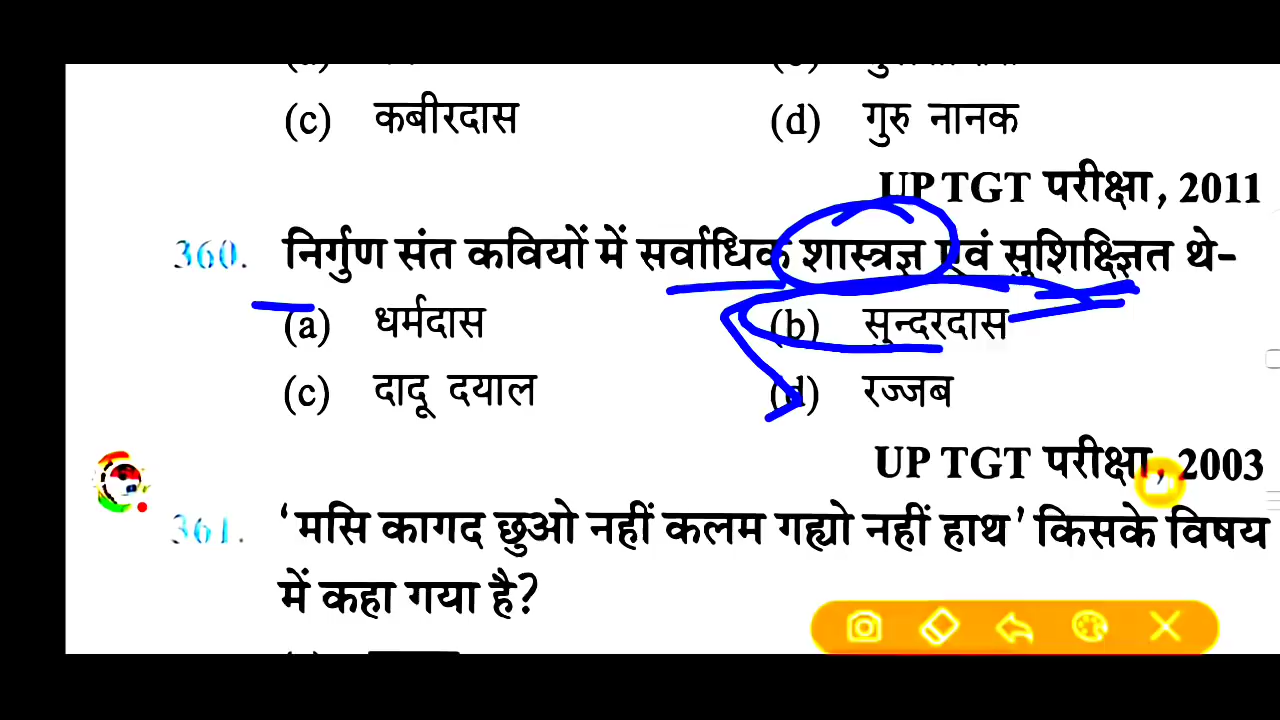 (c) कबीरदास (d) गुरु नानक
UP TGT परीक्षा, 2011
360. निर्गुण संत कवियों में सर्वाधिक शास्त्रज्ञ एवं सुशिक्षित थे-
(a) धर्मदास (b) सुन्दरदास
(c) दादू दयाल (d) रज्जब
UP TGT परीक्षा, 2003
361. ‘मसि कागद छुओ नहीं कलम गह्यो नहीं हाथ’ किसके विषय
में कहा गया है?